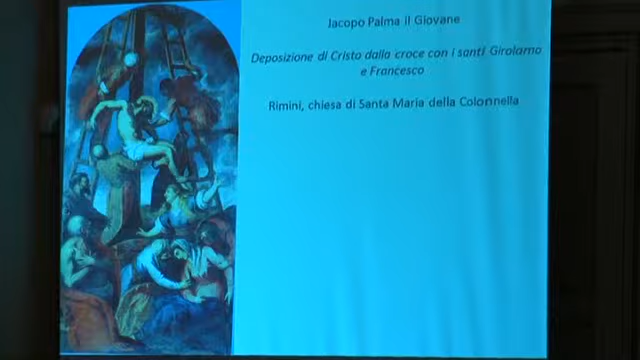 Jacopo Palma il Giovane
Deposizione di Cristo dalla croce con i santi Girolamo
e Francesco
Rimini, chiesa di Santa Maria della Colonnella